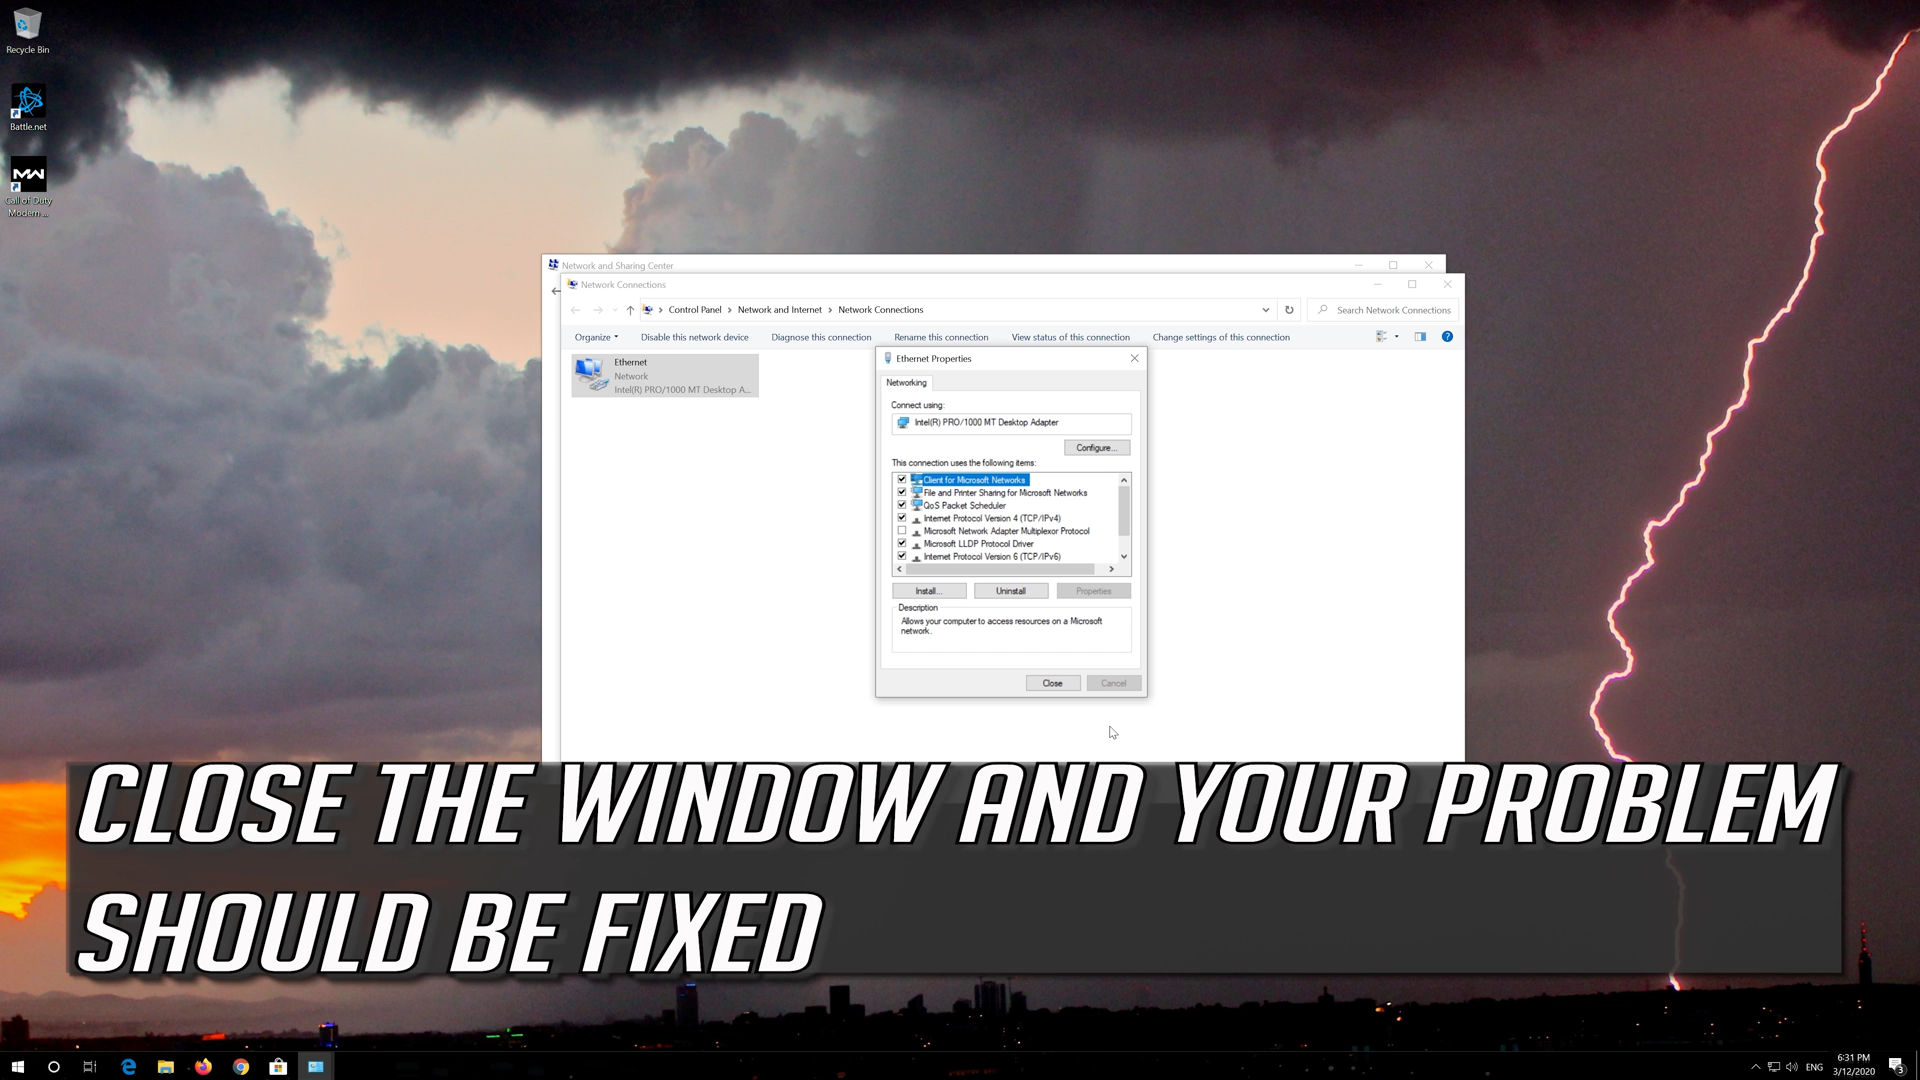 Recycle Bin
Battle.net
Call of Duty
Modern ...
Network and Sharing Center
Network Connections
Control Panel > Network and Internet > Network Connections
Search Network Connections
Organize
Disable this network device
Diagnose this connection
Rename this connection
View status of this connection
Change settings of this connection
Ethernet
Network
Intel(R) PRO/1000 MT Desktop A...
Ethernet Properties
Networking
Connect using:
Intel(R) PRO/1000 MT Desktop Adapter
Configure...
This connection uses the following items:
Client for Microsoft Networks
File and Printer Sharing for Microsoft Networks
QoS Packet Scheduler
Internet Protocol Version 4 (TCP/IPv4)
Microsoft Network Adapter Multiplexor Protocol
Microsoft LLDP Protocol Driver
Internet Protocol Version 6 (TCP/IPv6)
Install...
Uninstall
Properties
Description
Allows your computer to access resources on a Microsoft
network.
Close
Cancel
CLOSE THE WINDOW AND YOUR PROBLEM
SHOULD BE FIXED
ENG
6:31 PM
3/12/2020
3